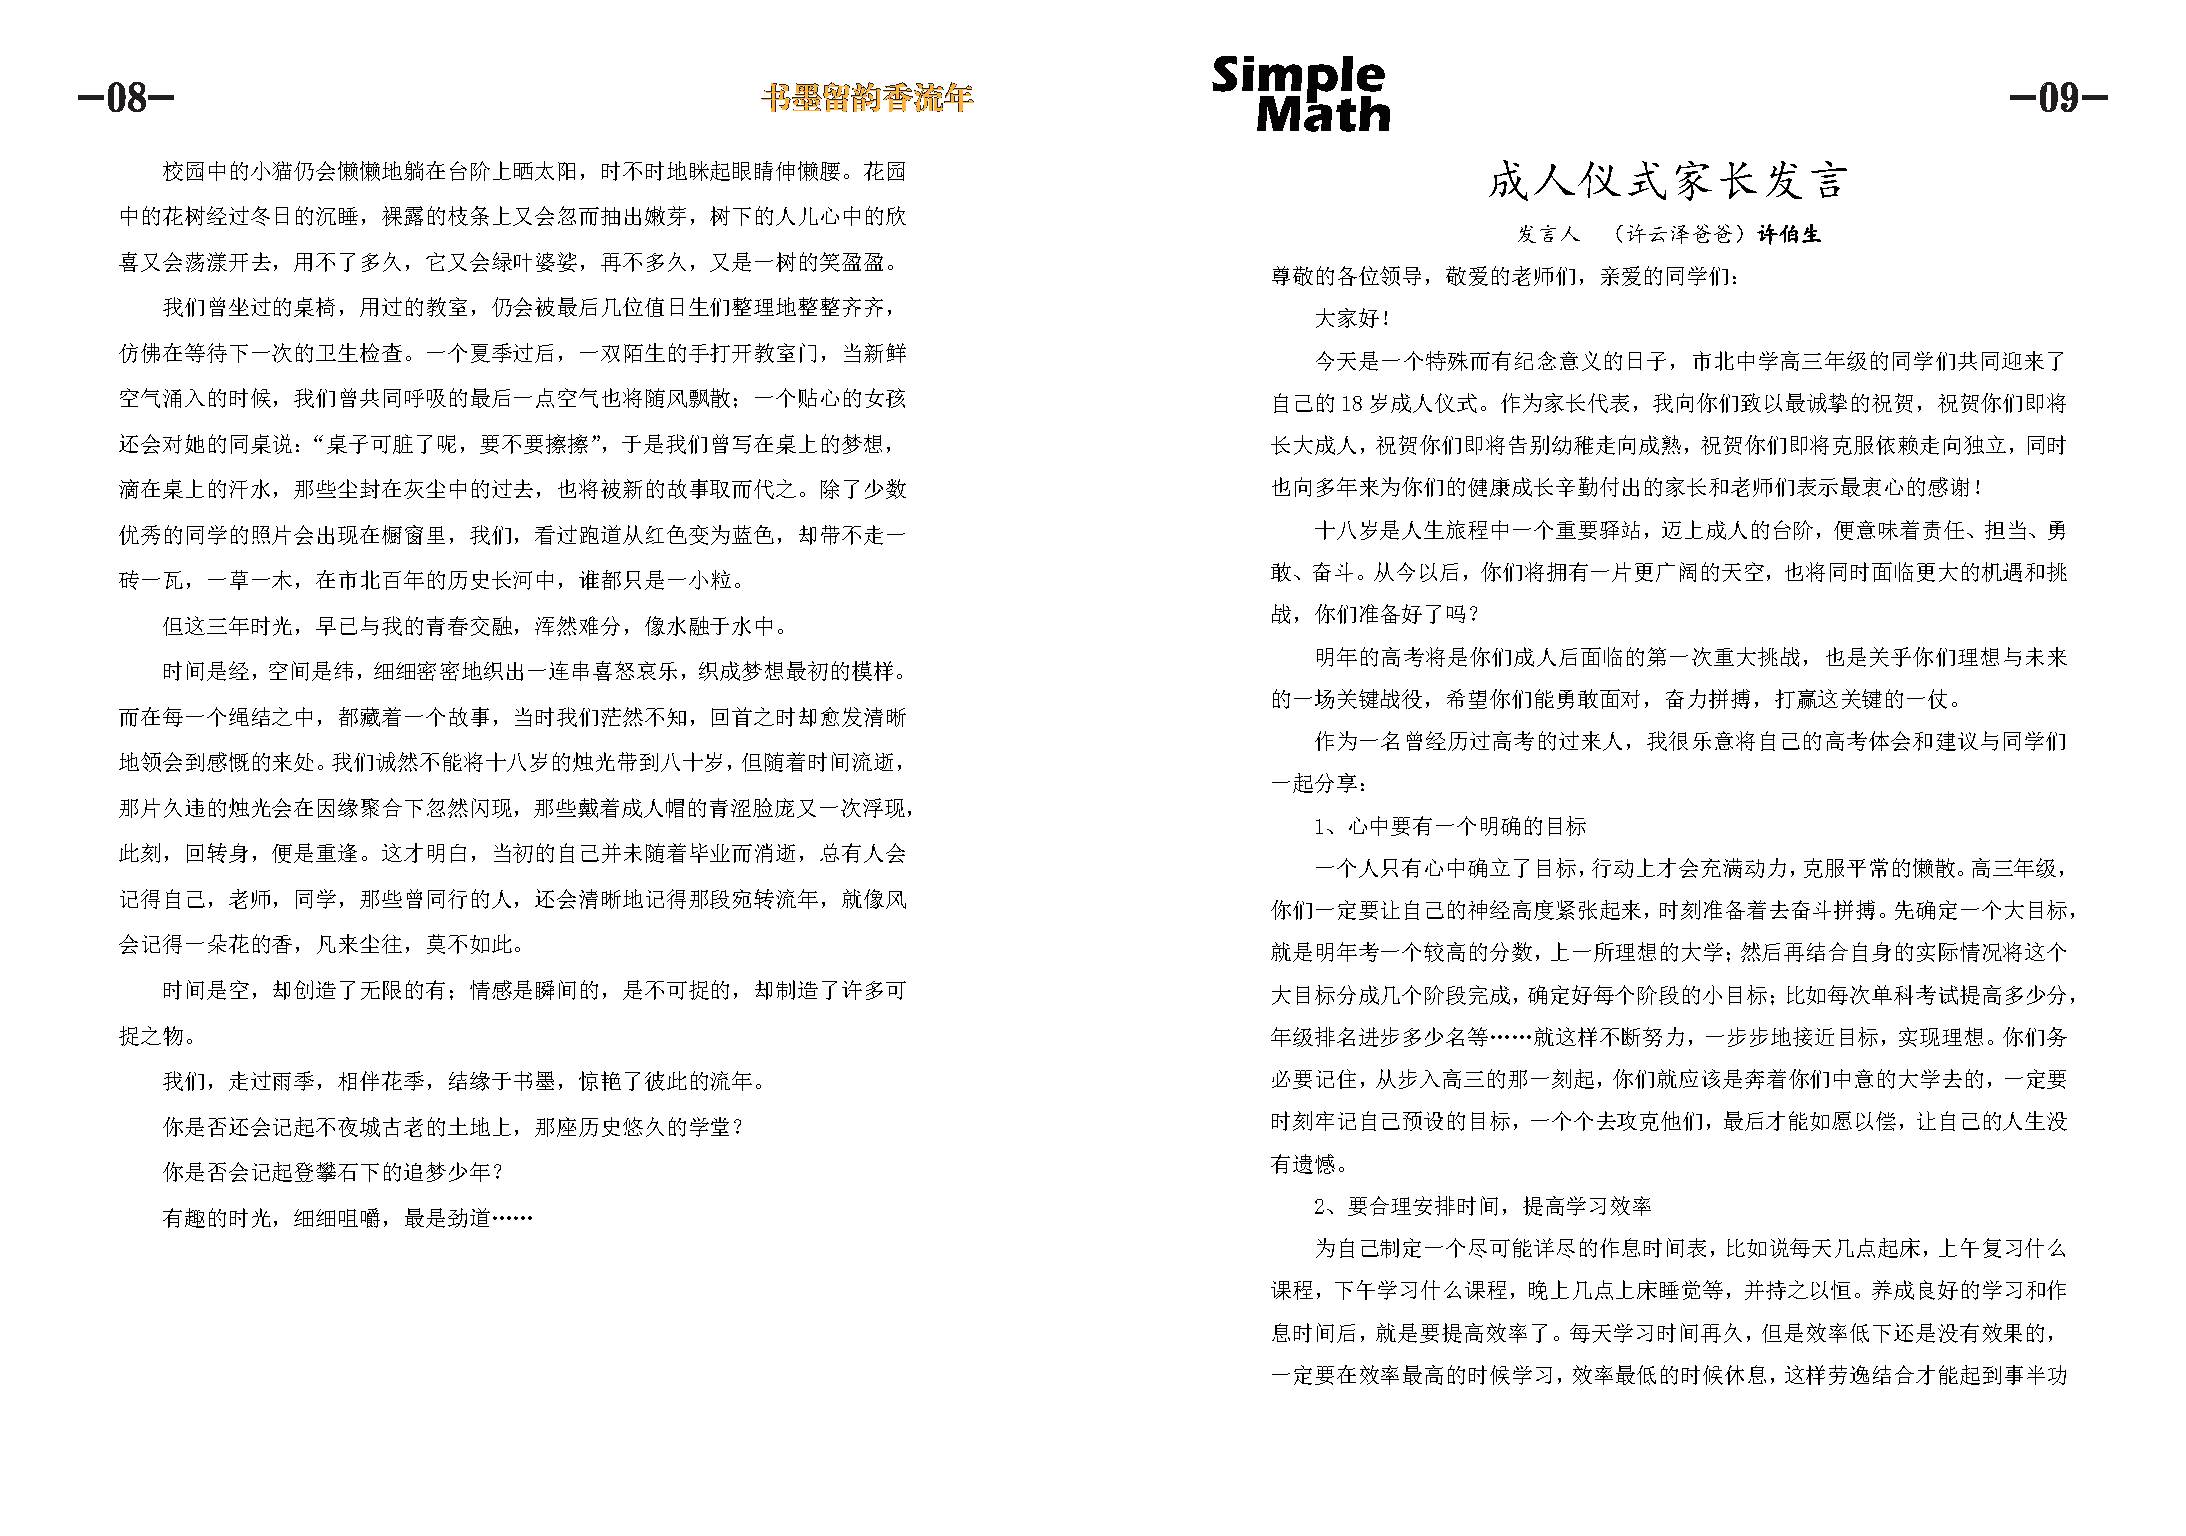 －08－
书墨留韵香流年
校园中的小猫仍会懒懒地躺在台阶上晒太阳，时不时地眯起眼睛伸懒腰。花园
中的花树经过冬日的沉睡，裸露的枝条上又会忽而抽出嫩芽，树下的人儿心中的欣
喜又会荡漾开去，用不了多久，它又会绿叶婆娑，再不多久，又是一树的笑盈盈。
我们曾坐过的桌椅，用过的教室，仍会被最后几位值日生们整理地整整齐齐，
仿佛在等待下一次的卫生检查。一个夏季过后，一双陌生的手打开教室门，当新鲜
空气涌入的时候，我们曾共同呼吸的最后一点空气也将随风飘散；一个贴心的女孩
还会对她的同桌说：“桌子可脏了呢，要不要擦擦”，于是我们曾写在桌上的梦想，
滴在桌上的汗水，那些尘封在灰尘中的过去，也将被新的故事取而代之。除了少数
优秀的同学的照片会出现在橱窗里，我们，看过跑道从红色变为蓝色，却带不走一
砖一瓦，一草一木，在市北百年的历史长河中，谁都只是一小粒。
但这三年时光，早已与我的青春交融，浑然难分，像水融于水中。
时间是经，空间是纬，细细密密地织出一连串喜怒哀乐，织成梦想最初的模样。
而在每一个绳结之中，都藏着一个故事，当时我们茫然不知，回首之时却愈发清晰
地领会到感慨的来处。我们诚然不能将十八岁的烛光带到八十岁，但随着时间流逝，
那片久违的烛光会在因缘聚合下忽然闪现，那些戴着成人帽的青涩脸庞又一次浮现，
此刻，回转身，便是重逢。这才明白，当初的自己并未随着毕业而消逝，总有人会
记得自己，老师，同学，那些曾同行的人，还会清晰地记得那段宛转流年，就像风
会记得一朵花的香，凡来尘往，莫不如此。
时间是空，却创造了无限的有；情感是瞬间的，是不可捉的，却制造了许多可
捉之物。
我们，走过雨季，相伴花季，结缘于书墨，惊艳了彼此的流年。
你是否还会记起不夜城古老的土地上，那座历史悠久的学堂？
你是否会记起登攀石下的追梦少年？
有趣的时光，细细咀嚼，最是劲道……
Simple
Math
－09－
成人仪式家长发言
发言人　（许云泽爸爸）许伯生
尊敬的各位领导，敬爱的老师们，亲爱的同学们：
大家好！
今天是一个特殊而有纪念意义的日子，市北中学高三年级的同学们共同迎来了
自己的 18 岁成人仪式。作为家长代表，我向你们致以最诚挚的祝贺，祝贺你们即将
长大成人，祝贺你们即将告别幼稚走向成熟，祝贺你们即将克服依赖走向独立，同时
也向多年来为你们的健康成长辛勤付出的家长和老师们表示最衷心的感谢！
十八岁是人生旅程中一个重要驿站，迈上成人的台阶，便意味着责任、担当、勇
敢、奋斗。从今以后，你们将拥有一片更广阔的天空，也将同时面临更大的机遇和挑
战，你们准备好了吗？
明年的高考将是你们成人后面临的第一次重大挑战，也是关乎你们理想与未来
的一场关键战役，希望你们能勇敢面对，奋力拼搏，打赢这关键的一仗。
作为一名曾经历过高考的过来人，我很乐意将自己的高考体会和建议与同学们
一起分享：
1、心中要有一个明确的目标
一个人只有心中确立了目标，行动上才会充满动力，克服平常的懒散。高三年级，
你们一定要让自己的神经高度紧张起来，时刻准备着去奋斗拼搏。先确定一个大目标，
就是明年考一个较高的分数，上一所理想的大学；然后再结合自身的实际情况将这个
大目标分成几个阶段完成，确定好每个阶段的小目标；比如每次单科考试提高多少分，
年级排名进步多少名等……就这样不断努力，一步步地接近目标，实现理想。你们务
必要记住，从步入高三的那一刻起，你们就应该是奔着你们中意的大学去的，一定要
时刻牢记自己预设的目标，一个个去攻克他们，最后才能如愿以偿，让自己的人生没
有遗憾。
2、要合理安排时间，提高学习效率
为自己制定一个尽可能详尽的作息时间表，比如说每天几点起床，上午复习什么
课程，下午学习什么课程，晚上几点上床睡觉等，并持之以恒。养成良好的学习和作
息时间后，就是要提高效率了。每天学习时间再久，但是效率低下还是没有效果的，
一定要在效率最高的时候学习，效率最低的时候休息，这样劳逸结合才能起到事半功